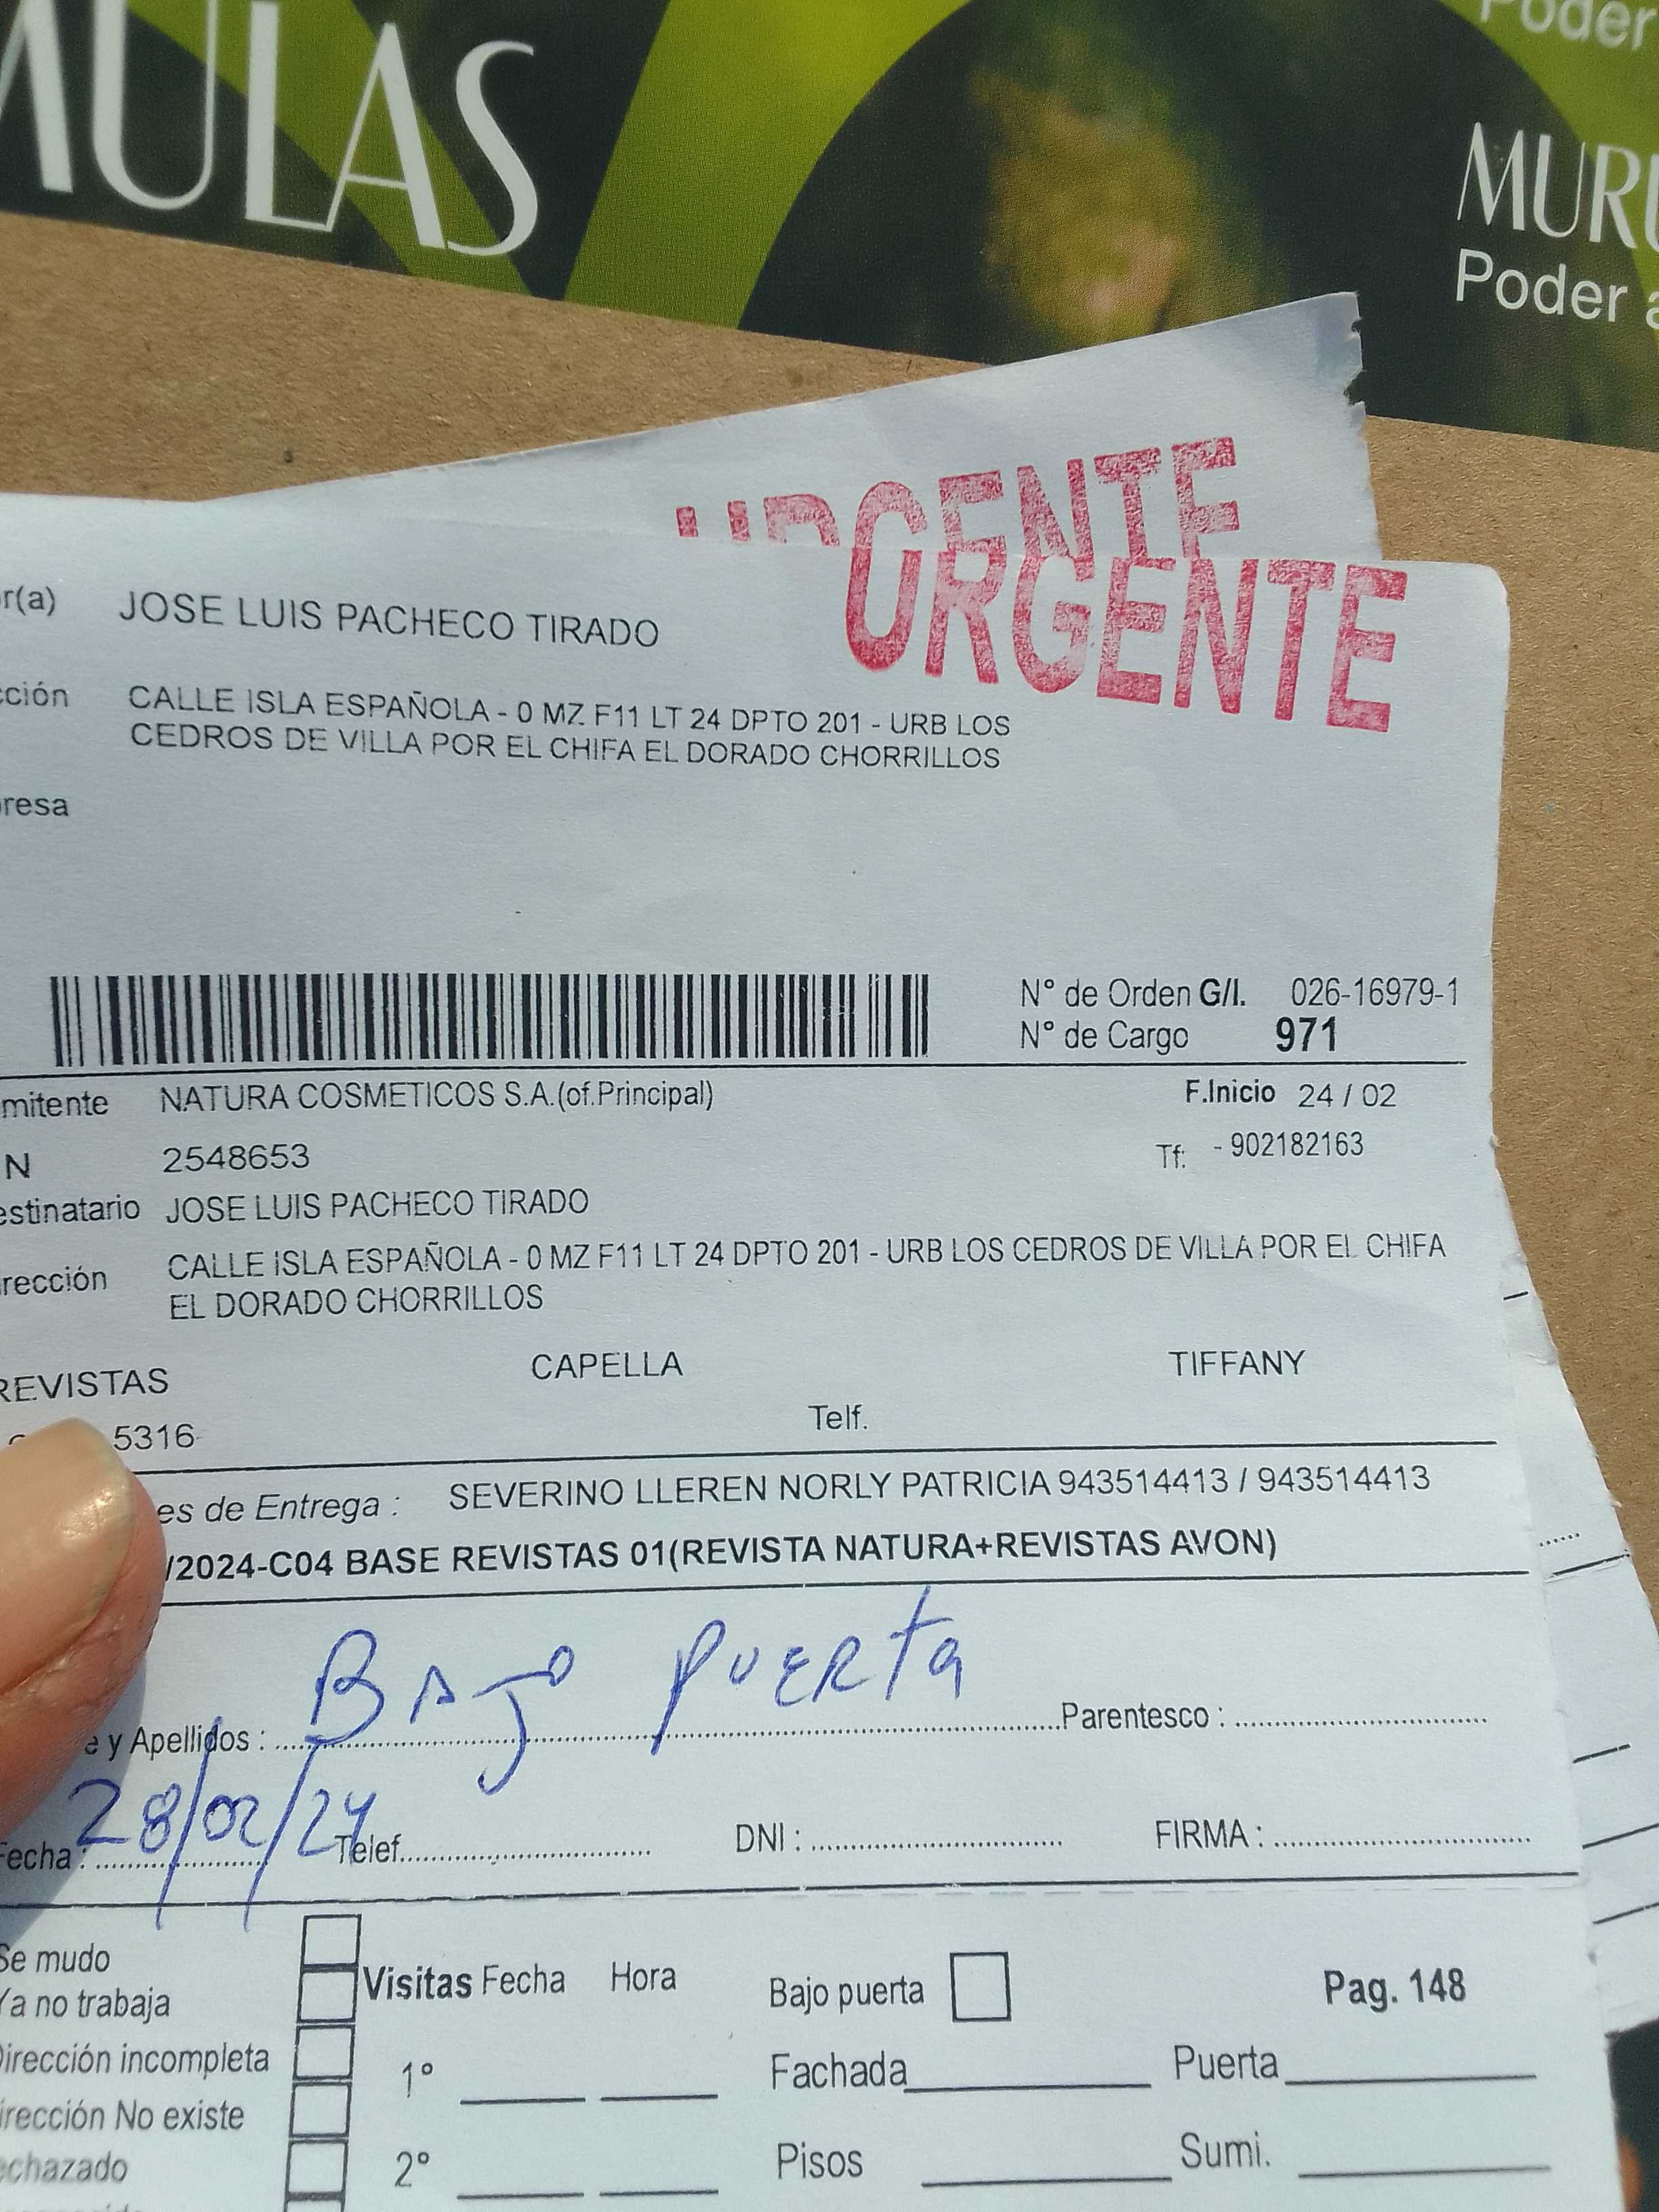 MULAS
Poder
MURU
Poder a
URGENTE
URGENTE
r(a) JOSE LUIS PACHECO TIRADO
cción CALLE ISLA ESPAÑOLA - 0 MZ F11 LT 24 DPTO 201 - URB LOS
CEDROS DE VILLA POR EL CHIFA EL DORADO CHORRILLOS
resa
N° de Orden G/I. 026-16979-1
N° de Cargo 971
mitente NATURA COSMETICOS S.A.(of.Principal) F.Inicio 24 / 02
N 2548653 Tf: - 902182163
estinatario JOSE LUIS PACHECO TIRADO
rección CALLE ISLA ESPAÑOLA - 0 MZ F11 LT 24 DPTO 201 - URB LOS CEDROS DE VILLA POR EL CHIFA
EL DORADO CHORRILLOS
REVISTAS CAPELLA TIFFANY
5316 Telf.
es de Entrega : SEVERINO LLEREN NORLY PATRICIA 943514413 / 943514413
/2024-C04 BASE REVISTAS 01(REVISTA NATURA+REVISTAS AVON)
Bajo puerta
e y Apellidos : Parentesco :
Fecha : 28/02/24 Telef. DNI : FIRMA :
Se mudo
Ya no trabaja Visitas Fecha Hora Bajo puerta Pag. 148
Dirección incompleta 1° Fachada Puerta
irección No existe
echazado 2° Pisos Sumi.